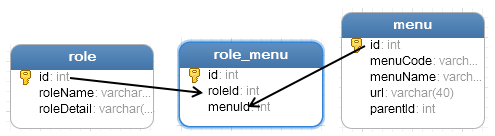 role
id: int
roleName: varchar...
roleDetail: varchar(...
role_menu
id: int
roleId: int
menuId: int
menu
id: int
menuCode: varch...
menuName: varch...
url: varchar(40)
parentId: int